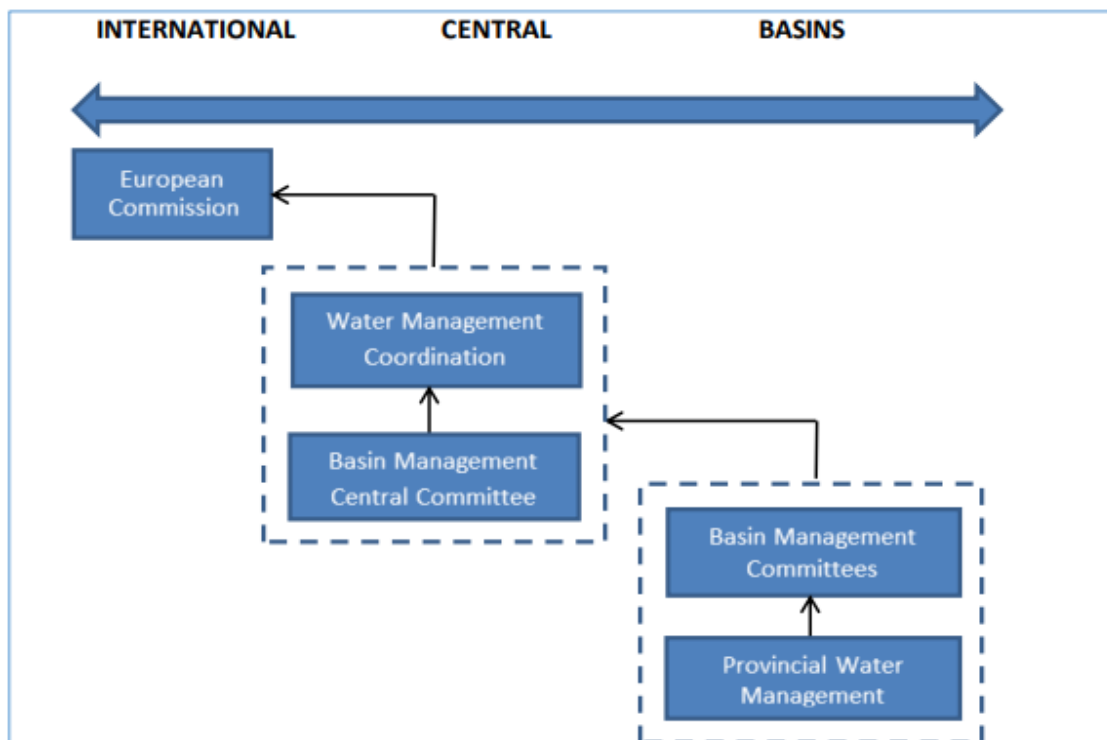 INTERNATIONAL CENTRAL BASINS
European
Commission
Water Management
Coordination
Basin Management
Central Committee
Basin Management
Committees
Provincial Water
Management